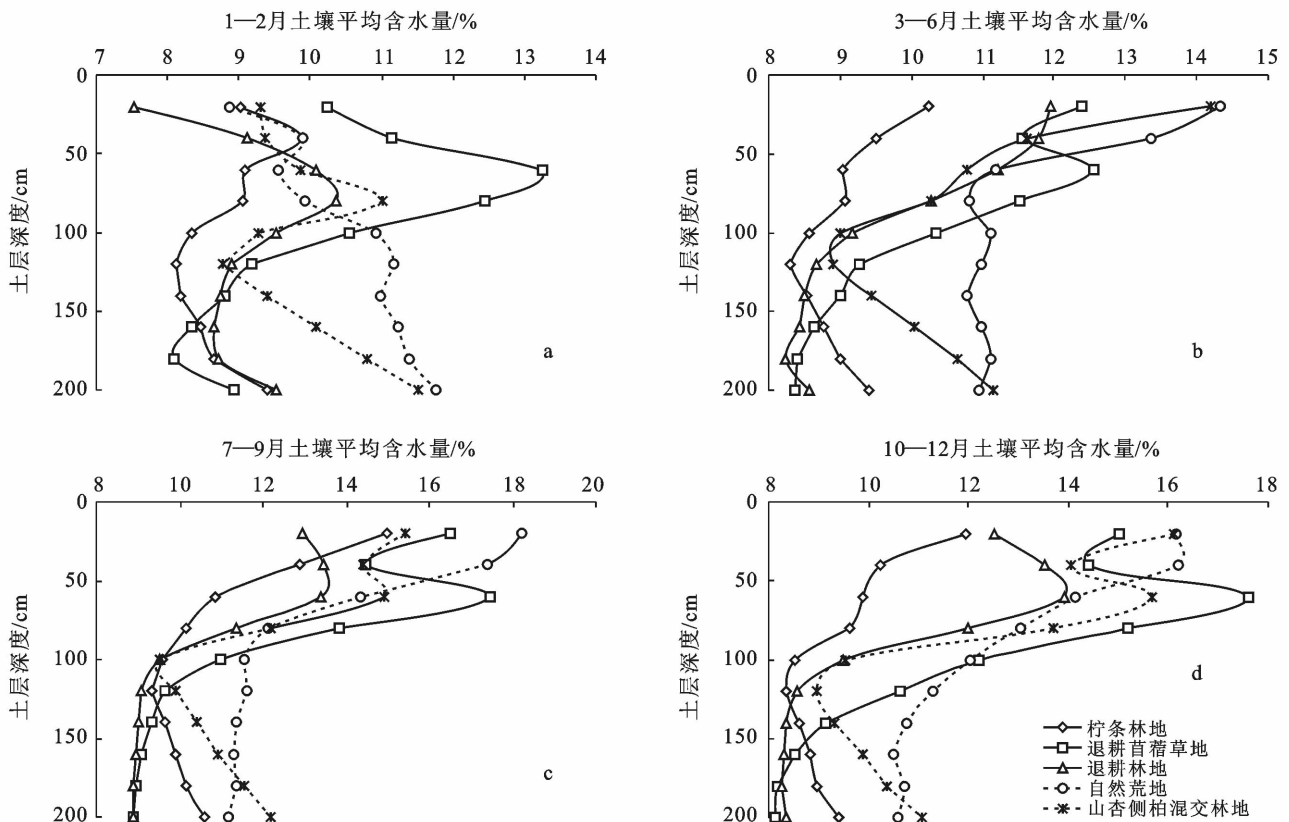 1—2月土壤平均含水量/%
7 8 9 10 11 12 13 14
0
50
100
150
200
土层深度/cm
a
3—6月土壤平均含水量/%
8 9 10 11 12 13 14 15
0
50
100
150
200
土层深度/cm
b
7—9月土壤平均含水量/%
8 10 12 14 16 18 20
0
50
100
150
200
土层深度/cm
c
10—12月土壤平均含水量/%
8 10 12 14 16 18
0
50
100
150
200
土层深度/cm
d
柠条林地
退耕苜蓿草地
退耕林地
自然荒地
山杏侧柏混交林地